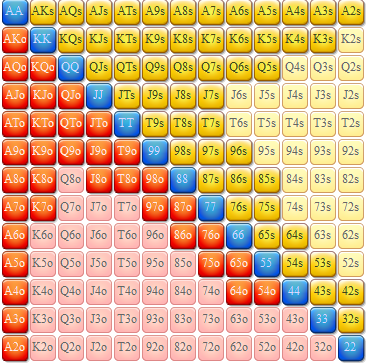 AA AKs AQs AJs ATs A9s A8s A7s A6s A5s A4s A3s A2s
AKo KK KQs KJs KTs K9s K8s K7s K6s K5s K4s K3s K2s
AQo KQo QQ QJs QTs Q9s Q8s Q7s Q6s Q5s Q4s Q3s Q2s
AJo KJo QJo JJ JTs J9s J8s J7s J6s J5s J4s J3s J2s
ATo KTo QTo JTo TT T9s T8s T7s T6s T5s T4s T3s T2s
A9o K9o Q9o J9o T9o 99 98s 97s 96s 95s 94s 93s 92s
A8o K8o Q8o J8o T8o 98o 88 87s 86s 85s 84s 83s 82s
A7o K7o Q7o J7o T7o 97o 87o 77 76s 75s 74s 73s 72s
A6o K6o Q6o J6o T6o 96o 86o 76o 66 65s 64s 63s 62s
A5o K5o Q5o J5o T5o 95o 85o 75o 65o 55 54s 53s 52s
A4o K4o Q4o J4o T4o 94o 84o 74o 64o 54o 44 43s 42s
A3o K3o Q3o J3o T3o 93o 83o 73o 63o 53o 43o 33 32s
A2o K2o Q2o J2o T2o 92o 82o 72o 62o 52o 42o 32o 22